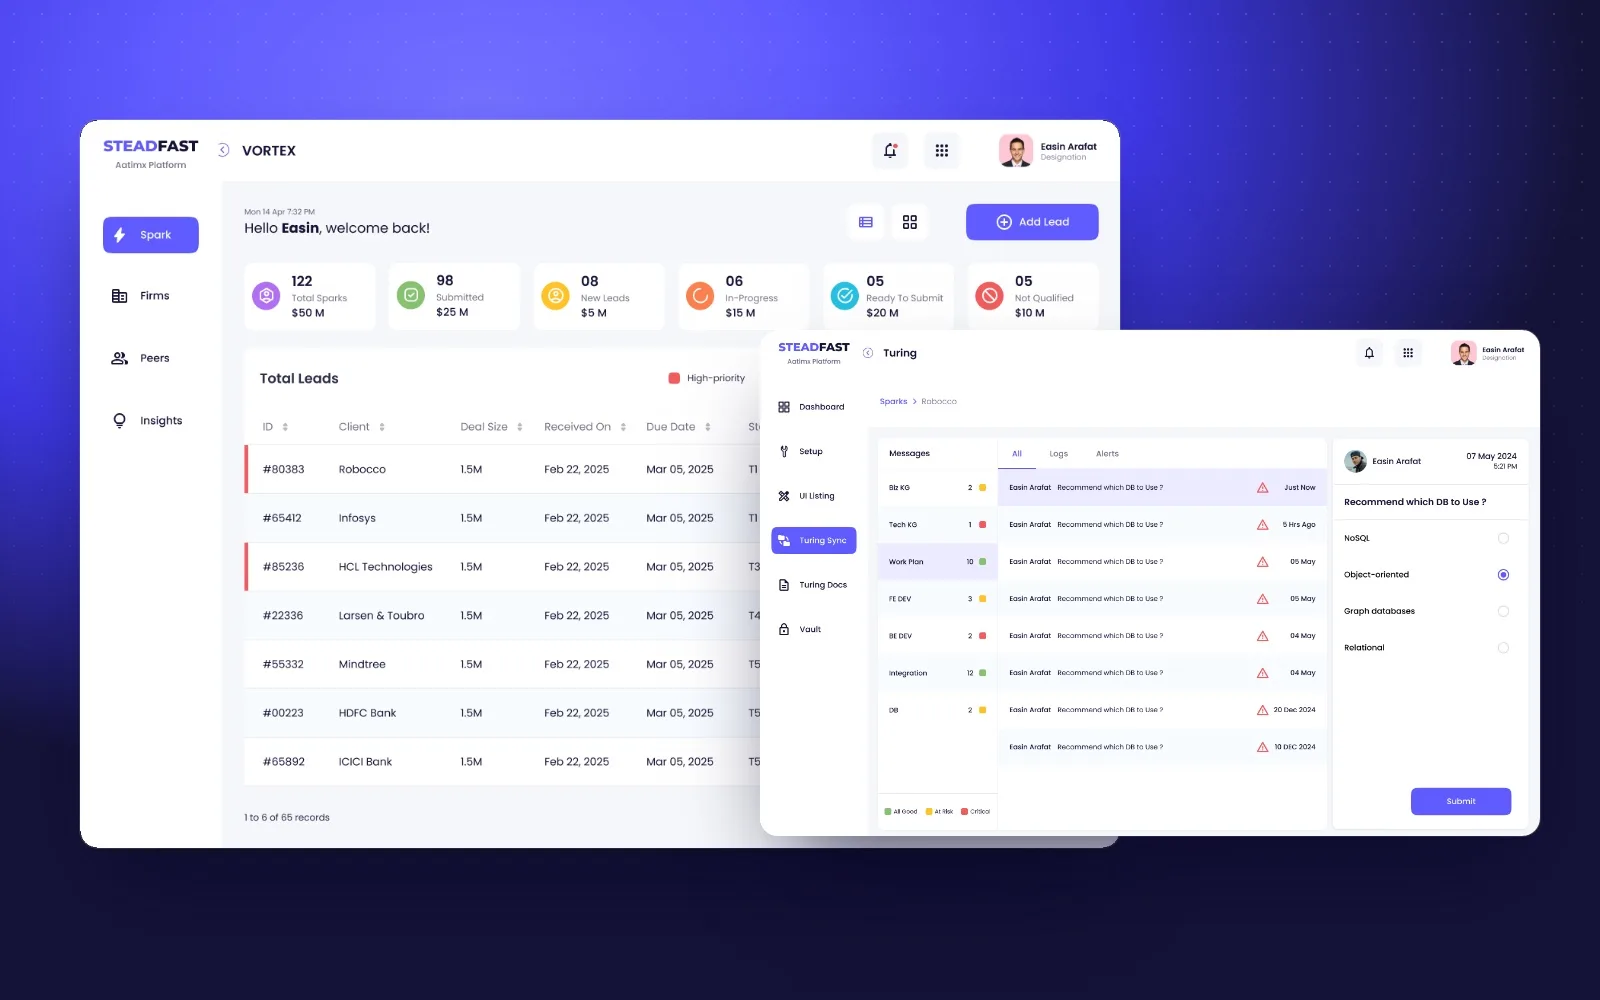 STEADFAST
Aatimx Platform
VORTEX
Easin Arafat
Designation
Spark
Firms
Peers
Insights
Mon 14 Apr 7:32 PM
Hello Easin, welcome back!
Add Lead
122
Total Sparks
$50 M
98
Submitted
$25 M
08
New Leads
$5 M
06
In-Progress
$15 M
05
Ready To Submit
$20 M
05
Not Qualified
$10 M
Total Leads
High-priority
ID Client Deal Size Received On Due Date
#80383 Robocco 1.5M Feb 22, 2025 Mar 05, 2025 T1
#65412 Infosys 1.5M Feb 22, 2025 Mar 05, 2025 T1
#85236 HCL Technologies 1.5M Feb 22, 2025 Mar 05, 2025 T3
#22336 Larsen & Toubro 1.5M Feb 22, 2025 Mar 05, 2025 T4
#55332 Mindtree 1.5M Feb 22, 2025 Mar 05, 2025 T5
#00223 HDFC Bank 1.5M Feb 22, 2025 Mar 05, 2025 T5
#65892 ICICI Bank 1.5M Feb 22, 2025 Mar 05, 2025 T5
1 to 6 of 65 records
STEADFAST
Aatimx Platform
Turing
Easin Arafat
Designation
Dashboard
Setup
UI Listing
Turing Sync
Turing Docs
Vault
Sparks > Robocco
Messages
Biz KG 2
Tech KG 1
Work Plan 10
FE DEV 3
BE DEV 2
Integration 12
DB 2
All Good At Risk Critical
All Logs Alerts
Easin Arafat Recommend which DB to Use ? Just Now
Easin Arafat Recommend which DB to Use ? 5 Hrs Ago
Easin Arafat Recommend which DB to Use ? 05 May
Easin Arafat Recommend which DB to Use ? 05 May
Easin Arafat Recommend which DB to Use ? 04 May
Easin Arafat Recommend which DB to Use ? 04 May
Easin Arafat Recommend which DB to Use ? 20 Dec 2024
Easin Arafat Recommend which DB to Use ? 10 DEC 2024
Easin Arafat
07 May 2024
5:21 PM
Recommend which DB to Use ?
NoSQL
Object-oriented
Graph databases
Relational
Submit